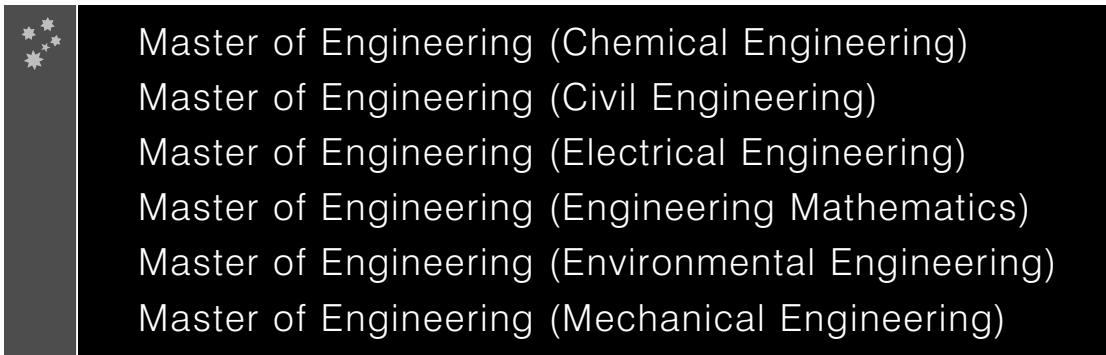 Master of Engineering (Chemical Engineering)
Master of Engineering (Civil Engineering)
Master of Engineering (Electrical Engineering)
Master of Engineering (Engineering Mathematics)
Master of Engineering (Environmental Engineering)
Master of Engineering (Mechanical Engineering)